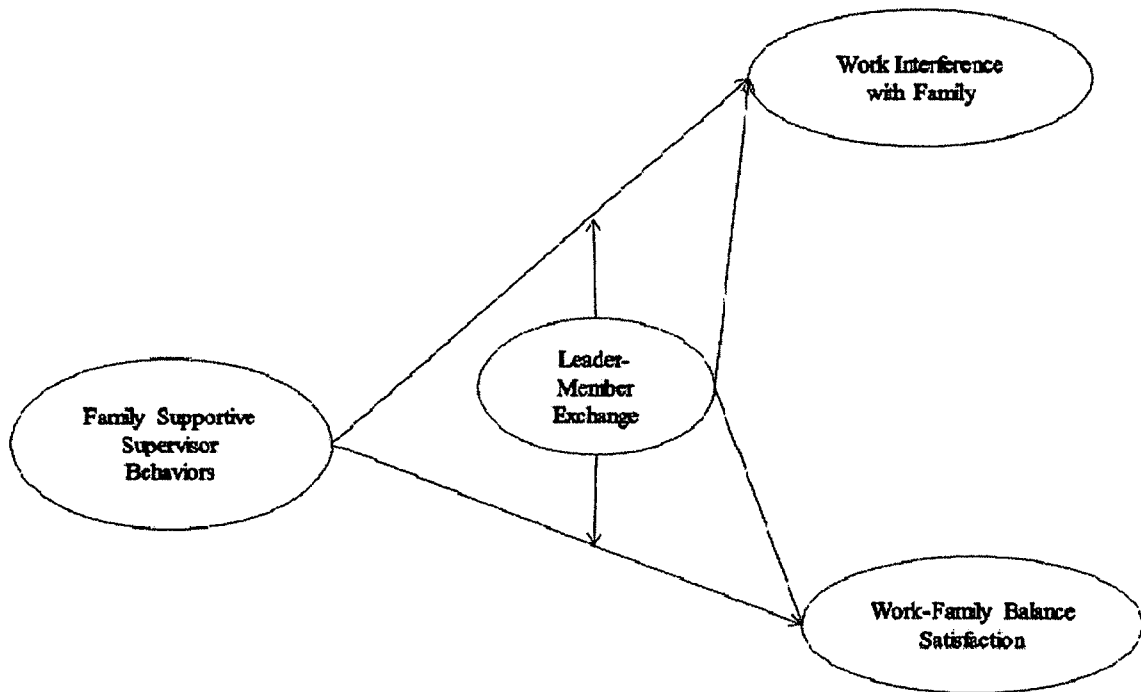 Work Interference
with Family
Leader-
Member
Exchange
Family Supportive
Supervisor
Behaviors
Work-Family Balance
Satisfaction